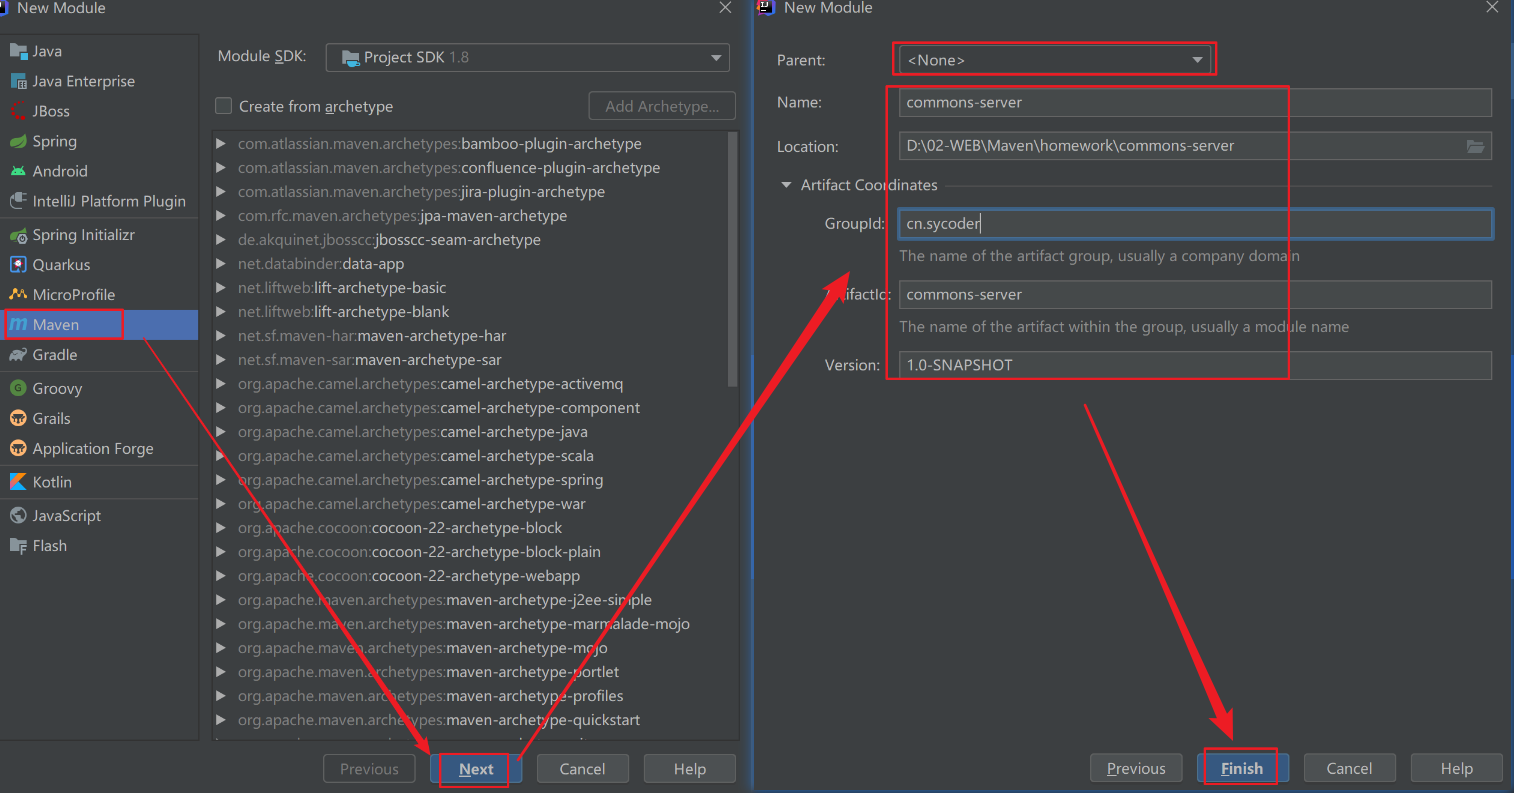 New Module
Java
Java Enterprise
JBoss
Spring
Android
IntelliJ Platform Plugin
Spring Initializr
Quarkus
MicroProfile
Maven
Gradle
Groovy
Grails
Application Forge
Kotlin
JavaScript
Flash
Module SDK: Project SDK 1.8
Create from archetype Add Archetype...
com.atlassian.maven.archetypes:bamboo-plugin-archetype
com.atlassian.maven.archetypes:confluence-plugin-archetype
com.atlassian.maven.archetypes:jira-plugin-archetype
com.rfc.maven.archetypes:jpa-maven-archetype
de.akquinet.jbosscc:jbosscc-seam-archetype
net.databinder:data-app
net.liftweb:lift-archetype-basic
net.liftweb:lift-archetype-blank
net.sf.maven-har:maven-archetype-har
net.sf.maven-sar:maven-archetype-sar
org.apache.camel.archetypes:camel-archetype-activemq
org.apache.camel.archetypes:camel-archetype-component
org.apache.camel.archetypes:camel-archetype-java
org.apache.camel.archetypes:camel-archetype-scala
org.apache.camel.archetypes:camel-archetype-spring
org.apache.camel.archetypes:camel-archetype-war
org.apache.cocoon:cocoon-22-archetype-block
org.apache.cocoon:cocoon-22-archetype-block-plain
org.apache.cocoon:cocoon-22-archetype-webapp
org.apache.maven.archetypes:maven-archetype-j2ee-simple
org.apache.maven.archetypes:maven-archetype-marmalade-mojo
org.apache.maven.archetypes:maven-archetype-mojo
org.apache.maven.archetypes:maven-archetype-portlet
org.apache.maven.archetypes:maven-archetype-profiles
org.apache.maven.archetypes:maven-archetype-quickstart
Previous Next Cancel Help
New Module
Parent: <None>
Name: commons-server
Location: D:\02-WEB\Maven\homework\commons-server
Artifact Coordinates
GroupId: cn.sycoder
The name of the artifact group, usually a company domain
ArtifactId: commons-server
The name of the artifact within the group, usually a module name
Version: 1.0-SNAPSHOT
Previous Finish Cancel Help